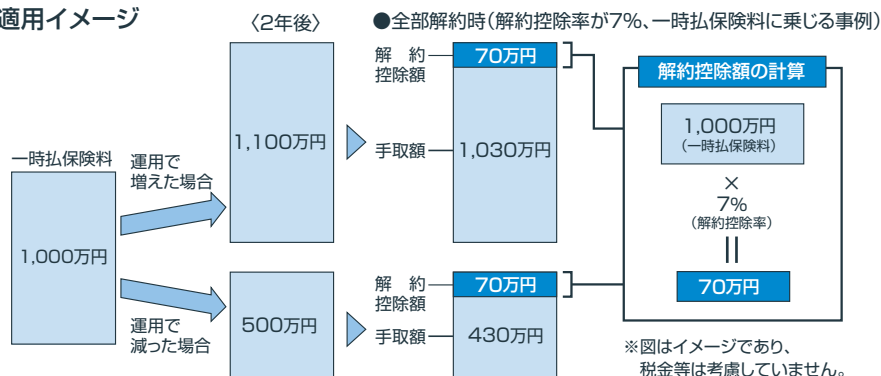 適用イメージ
〈2年後〉
●全部解約時(解約控除率が7%、一時払保険料に乗じる事例)
一時払保険料
1,000万円
運用で
増えた場合
1,100万円
解　約
控除額
70万円
手取額
1,030万円
運用で
減った場合
500万円
解　約
控除額
70万円
手取額
430万円
解約控除額の計算
1,000万円
(一時払保険料)
×
7%
(解約控除率)
||
70万円
※図はイメージであり、
税金等は考慮していません。